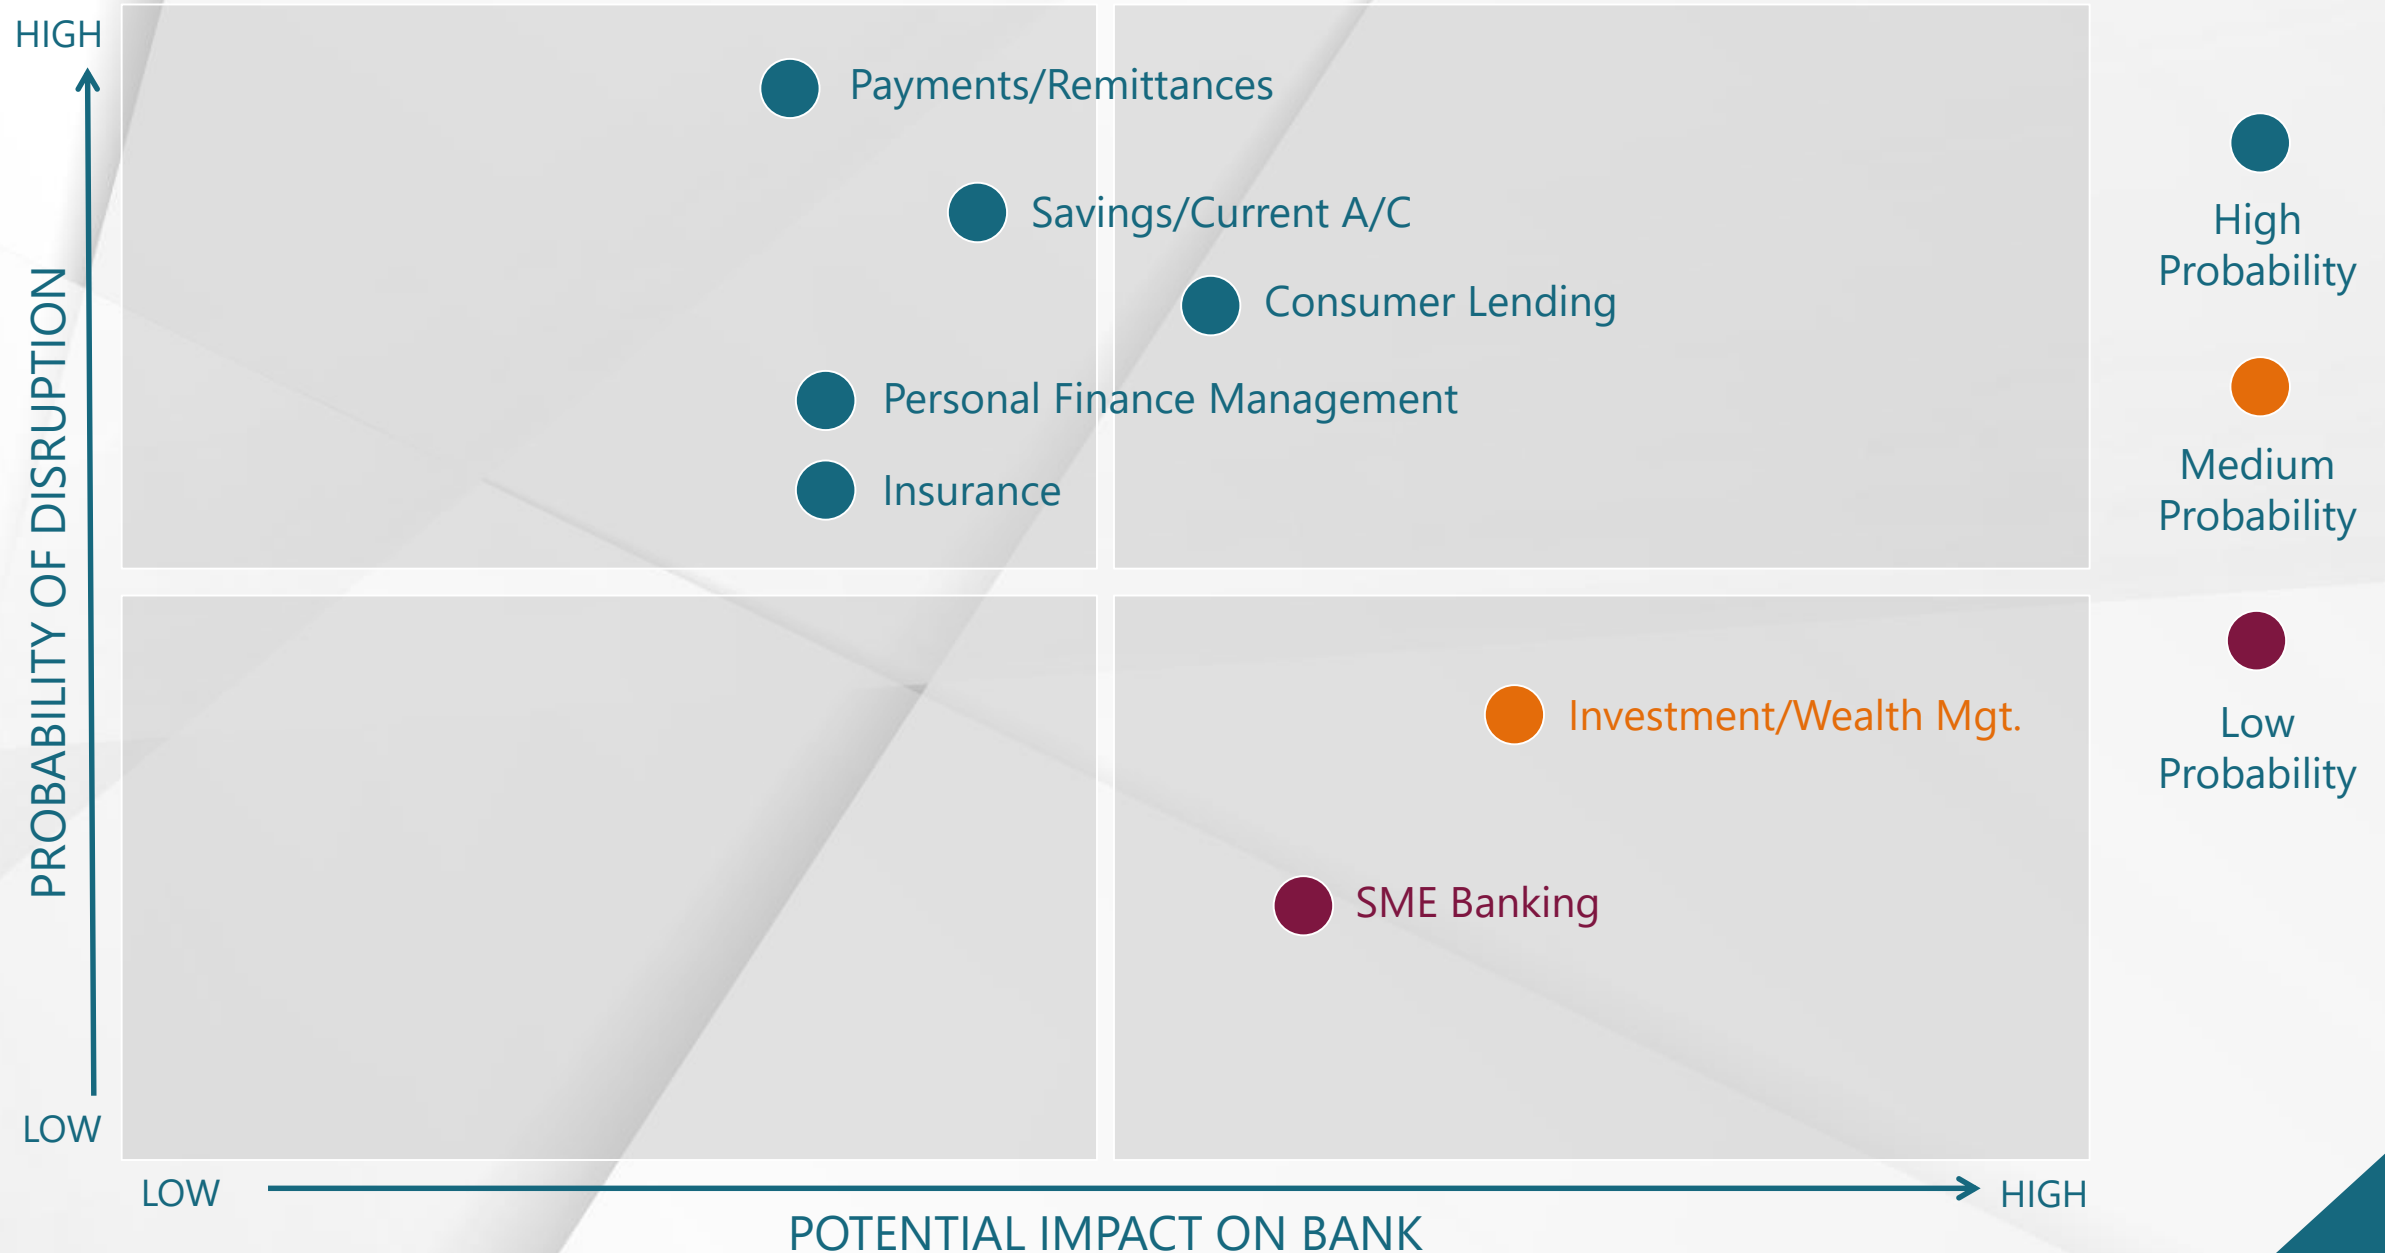 HIGH
PROBABILITY OF DISRUPTION
LOW
Payments/Remittances
Savings/Current A/C
Consumer Lending
Personal Finance Management
Insurance
Investment/Wealth Mgt.
SME Banking
High
Probability
Medium
Probability
Low
Probability
LOW
HIGH
POTENTIAL IMPACT ON BANK